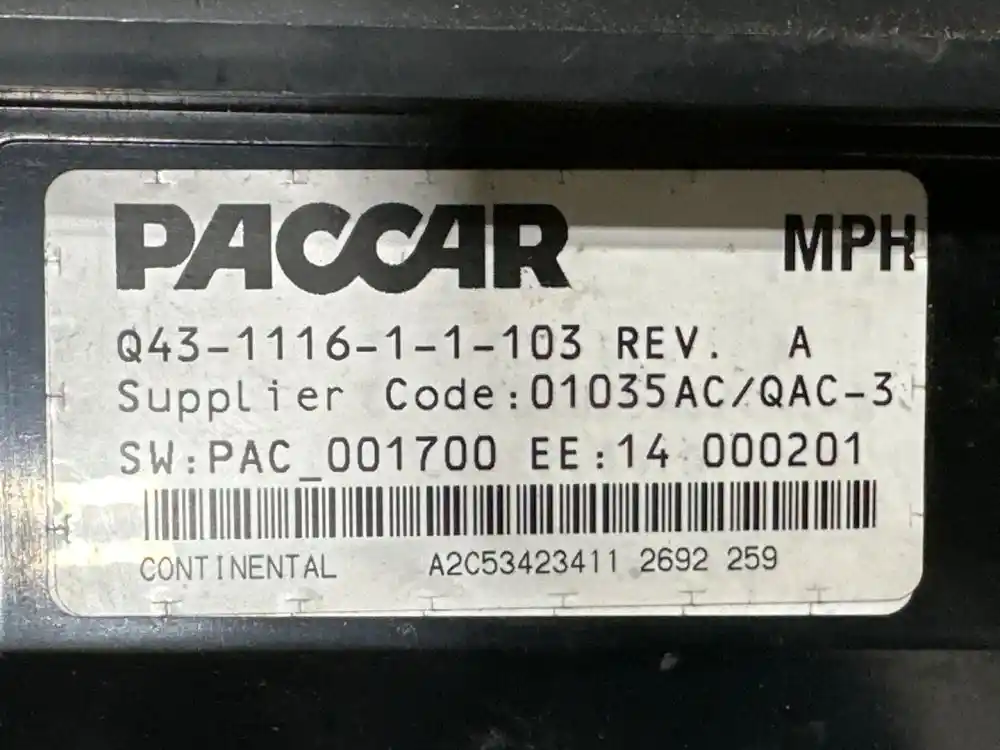 PACCAR MPH
Q43-1116-1-1-103 REV. A
Supplier Code:01035AC/QAC-3
SW:PAC_001700 EE:14 000201
CONTINENTAL A2C53423411 2692 259